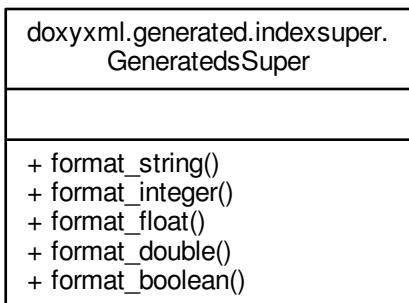 doxyxml.generated.indexsuper.
GeneratedsSuper
+ format_string()
+ format_integer()
+ format_float()
+ format_double()
+ format_boolean()